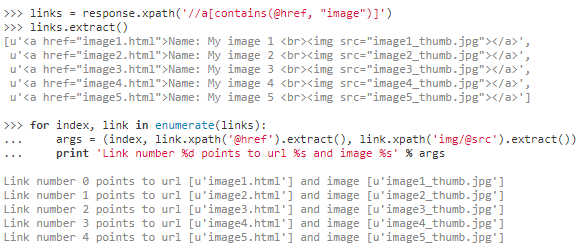 >>> links = response.xpath('//a[contains(@href, "image")]')
>>> links.extract()
[u'<a href="image1.html">Name: My image 1 <br><img src="image1_thumb.jpg"></a>',
 u'<a href="image2.html">Name: My image 2 <br><img src="image2_thumb.jpg"></a>',
 u'<a href="image3.html">Name: My image 3 <br><img src="image3_thumb.jpg"></a>',
 u'<a href="image4.html">Name: My image 4 <br><img src="image4_thumb.jpg"></a>',
 u'<a href="image5.html">Name: My image 5 <br><img src="image5_thumb.jpg"></a>']
>>> for index, link in enumerate(links):
...     args = (index, link.xpath('@href').extract(), link.xpath('img/@src').extract())
...     print 'Link number %d points to url %s and image %s' % args
Link number 0 points to url [u'image1.html'] and image [u'image1_thumb.jpg']
Link number 1 points to url [u'image2.html'] and image [u'image2_thumb.jpg']
Link number 2 points to url [u'image3.html'] and image [u'image3_thumb.jpg']
Link number 3 points to url [u'image4.html'] and image [u'image4_thumb.jpg']
Link number 4 points to url [u'image5.html'] and image [u'image5_thumb.jpg']